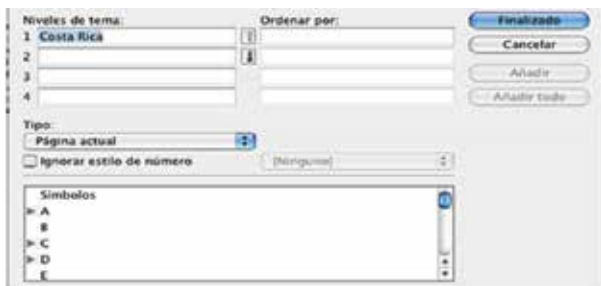 Niveles de tema: Ordenar por: Finalizado
1 Costa Rica Cancelar
2
3 Añadir
4 Añadir todo
Tipo:
Página actual
Ignorar estilo de número [Ninguno]
Símbolos
A
B
C
D
E